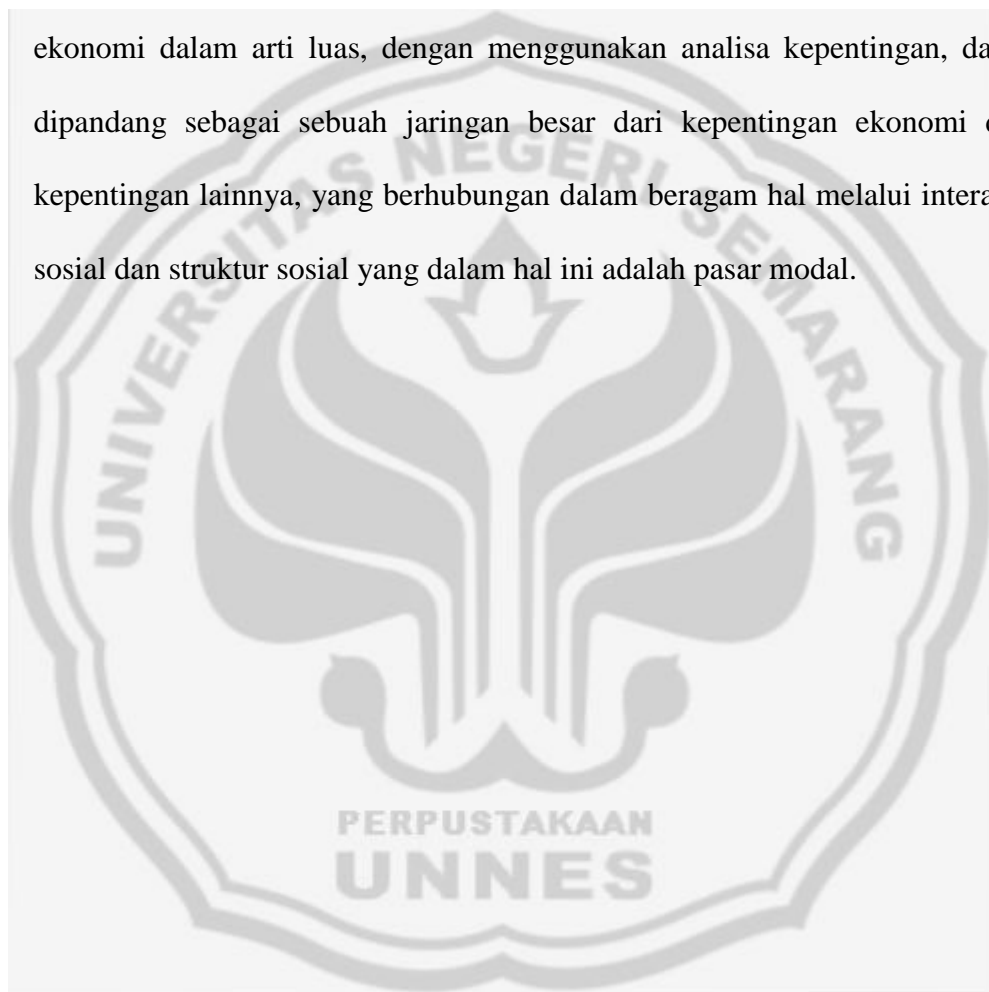 ekonomi dalam arti luas, dengan menggunakan analisa kepentingan, da
dipandang sebagai sebuah jaringan besar dari kepentingan ekonomi
kepentingan lainnya, yang berhubungan dalam beragam hal melalui intera
sosial dan struktur sosial yang dalam hal ini adalah pasar modal.
UNIVERSITAS NEGERI SEMARANG
PERPUSTAKAAN
UNNES